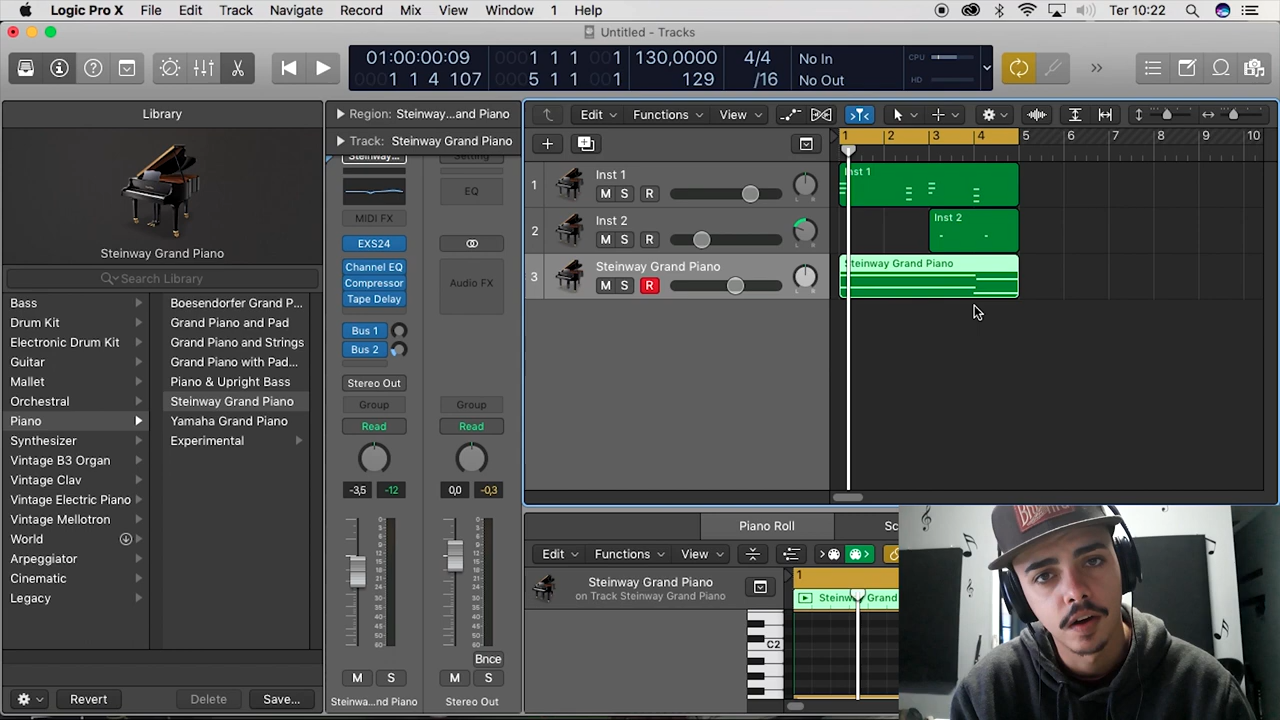 Logic Pro X File Edit Track Navigate Record Mix View Window 1 Help Ter 10:22
Untitled - Tracks
01:00:00:09
1 1 4 107
1 1 1
5 1 1
130,0000
129
4/4
/16
No In
No Out
CPU
HD
Library
Steinway Grand Piano
Search Library
Bass
Drum Kit
Electronic Drum Kit
Guitar
Mallet
Orchestral
Piano
Synthesizer
Vintage B3 Organ
Vintage Clav
Vintage Electric Piano
Vintage Mellotron
World
Arpeggiator
Cinematic
Legacy
Boesendorfer Grand P...
Grand Piano and Pad
Grand Piano and Strings
Grand Piano with Pad...
Piano & Upright Bass
Steinway Grand Piano
Yamaha Grand Piano
Experimental
Revert
Delete
Save...
Region: Steinway...and Piano
Track: Steinway Grand Piano
Steinway...
Setting
EQ
MIDI FX
EXS24
Channel EQ
Compressor
Tape Delay
Audio FX
Bus 1
Bus 2
Stereo Out
Group
Group
Read
Read
-3,5 -12
0,0 -0,3
Bnce
M S
M S
Steinwa...nd Piano
Stereo Out
Edit Functions View
1 2 3 4 5 6 7 8 9 10
1
Inst 1
M S R
2
Inst 2
M S R
3
Steinway Grand Piano
M S R
Inst 1
Inst 2
Steinway Grand Piano
Piano Roll
Sc
Edit Functions View
Steinway Grand Piano
on Track Steinway Grand Piano
1
Steinw
Grand
C2